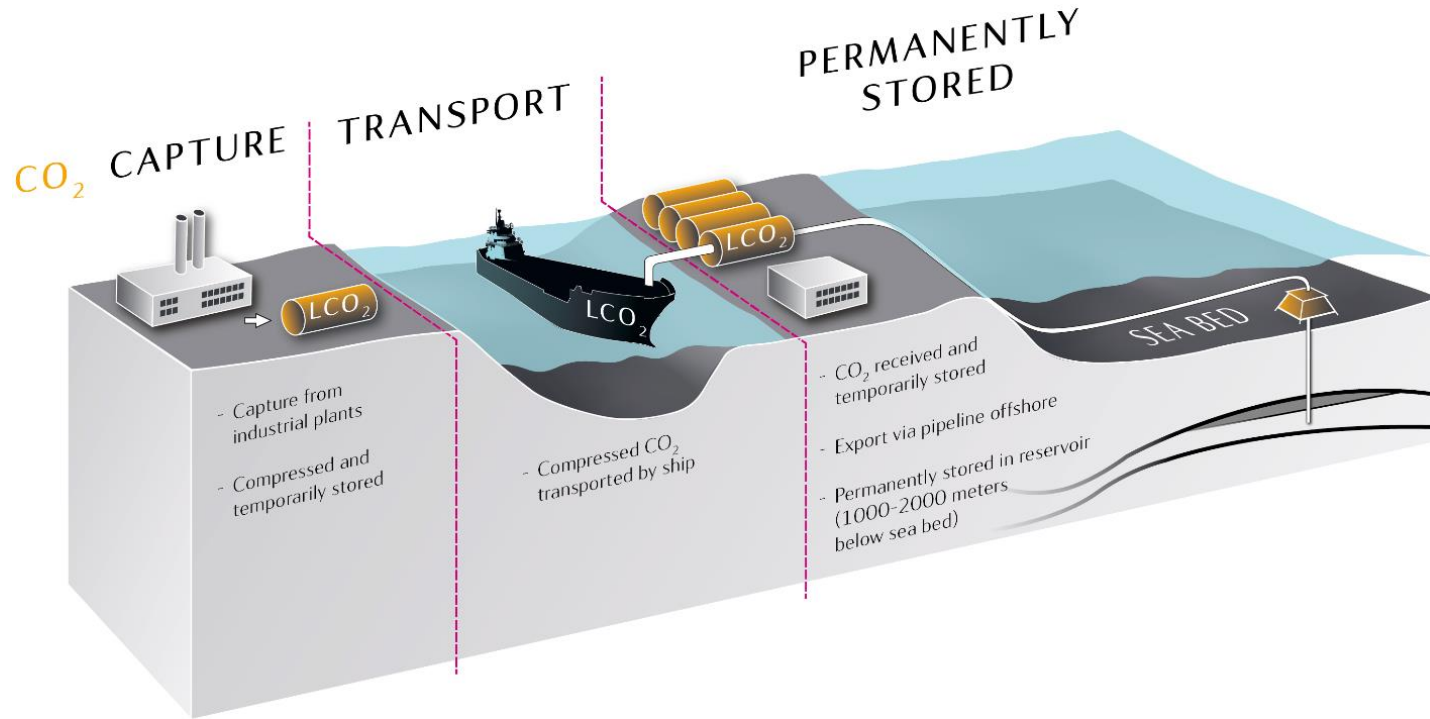 CO₂ CAPTURE
TRANSPORT
PERMANENTLY
STORED
LCO₂
LCO₂
LCO₂
SEA BED
- Capture from
industrial plants
- Compressed and
temporarily stored
- Compressed CO₂
transported by ship
- CO₂ received and
temporarily stored
- Export via pipeline offshore
- Permanently stored in reservoir
(1000-2000 meters
below sea bed)